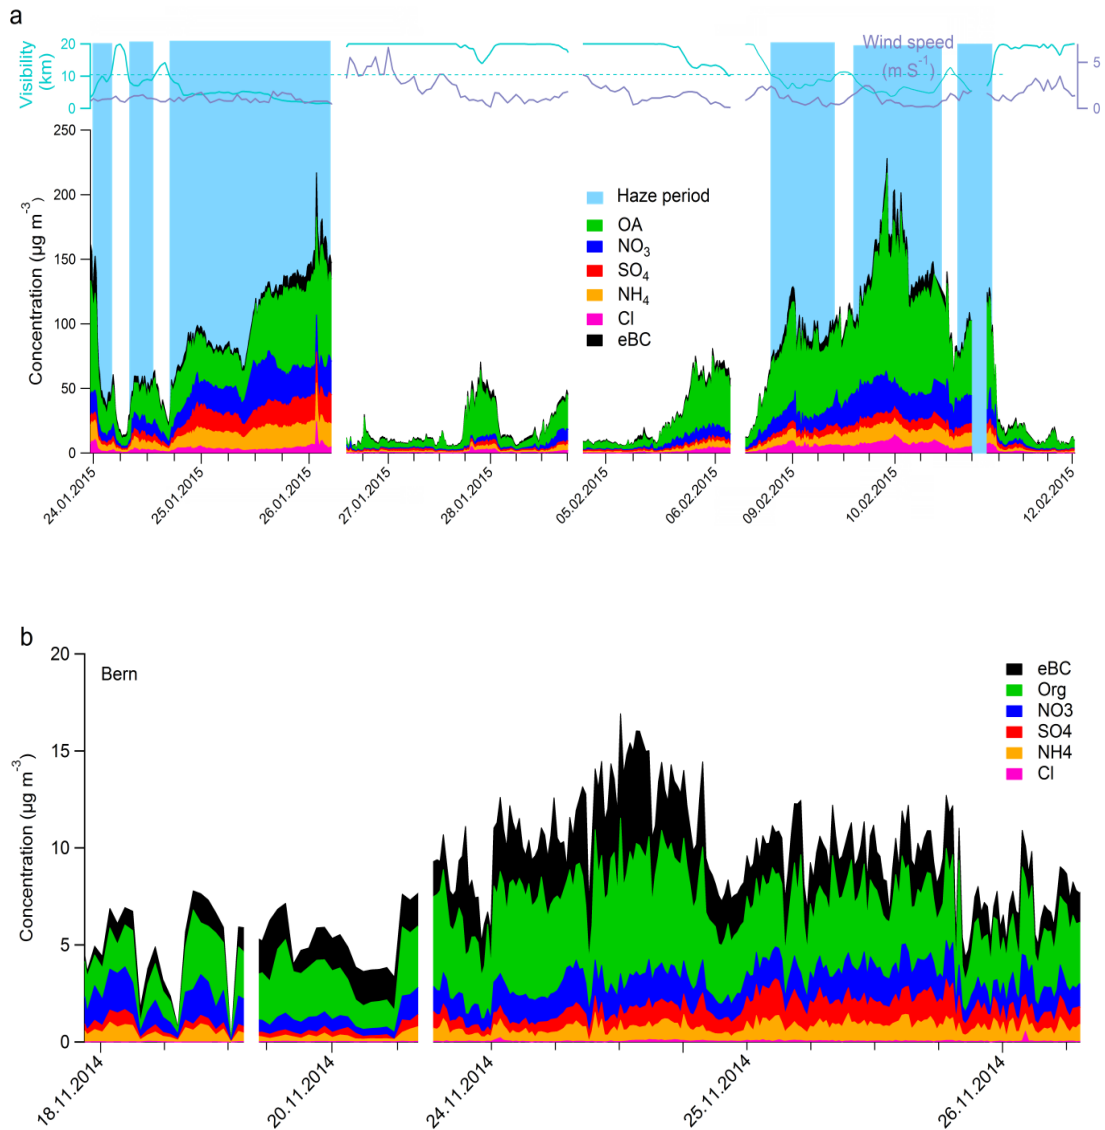 a
Visibility
(km)
20
10
0
Wind speed
(m S⁻¹)
5
0
Concentration (µg m⁻³)
250
200
150
100
50
0
Haze period
OA
NO₃
SO₄
NH₄
Cl
eBC
24.01.2015
25.01.2015
26.01.2015
27.01.2015
28.01.2015
05.02.2015
06.02.2015
09.02.2015
10.02.2015
12.02.2015
b
Bern
Concentration (µg m⁻³)
20
15
10
5
0
eBC
Org
NO3
SO4
NH4
Cl
18.11.2014
20.11.2014
24.11.2014
25.11.2014
26.11.2014